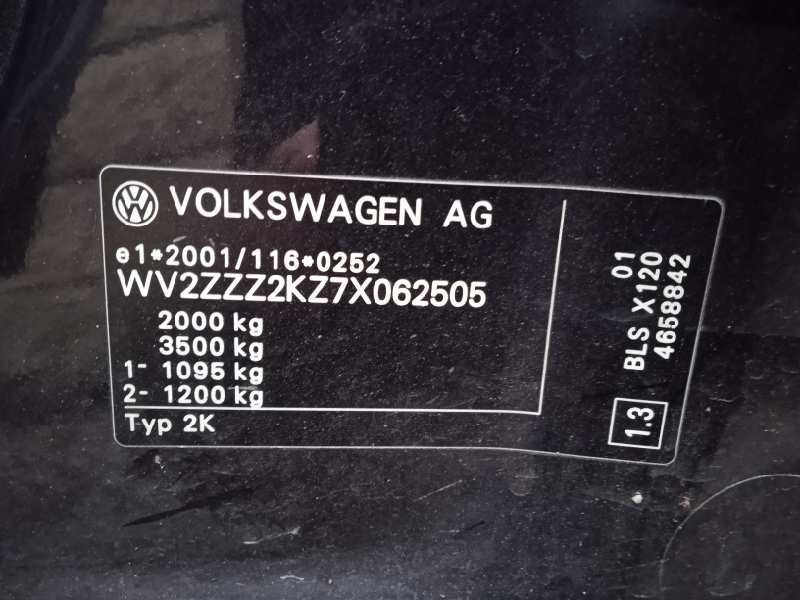 VOLKSWAGEN AG
e1*2001/116*0252
WV2ZZZ2KZ7X062505
2000 kg
3500 kg
1- 1095 kg
2- 1200 kg
Typ 2K
01
BLS X120
4658842
1.3